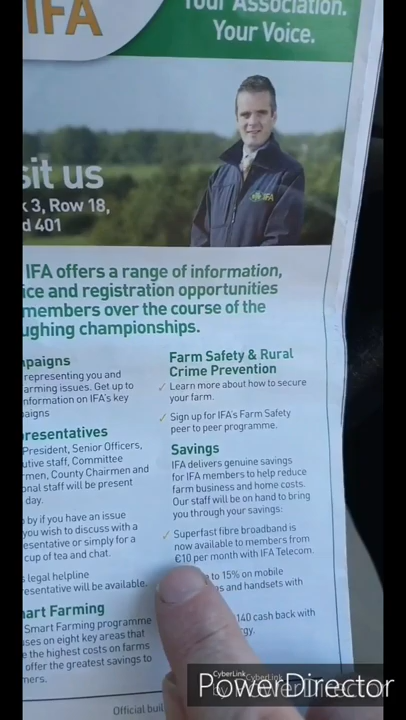 IFA
Your Association.
Your Voice.
sit us
3, Row 18,
d 401
IFA
IFA offers a range of information,
ice and registration opportunities
members over the course of the
ughing championships.
paigns
representing you and
arming issues. Get up to
nformation on IFA's key
aigns
resentatives
President, Senior Officers,
utive staff, Committee
rmen, County Chairmen and
onal staff will be present
day.
by if you have an issue
you wish to discuss with a
esentative or simply for a
cup of tea and chat.
s legal helpline
resentative will be available.
art Farming
Smart Farming programme
ses on eight key areas that
e the highest costs on farms
offer the greatest savings to
mers.
Farm Safety & Rural
Crime Prevention
✓ Learn more about how to secure
your farm.
✓ Sign up for IFA's Farm Safety
peer to peer programme.
Savings
IFA delivers genuine savings
for IFA members to help reduce
farm business and home costs.
Our staff will be on hand to bring
you through your savings:
✓ Superfast fibre broadband is
now available to members from
€10 per month with IFA Telecom.
to 15% on mobile
s and handsets with
140 cash back with
gy.
Official
CyberLink
by CyberLink
PowerDirector